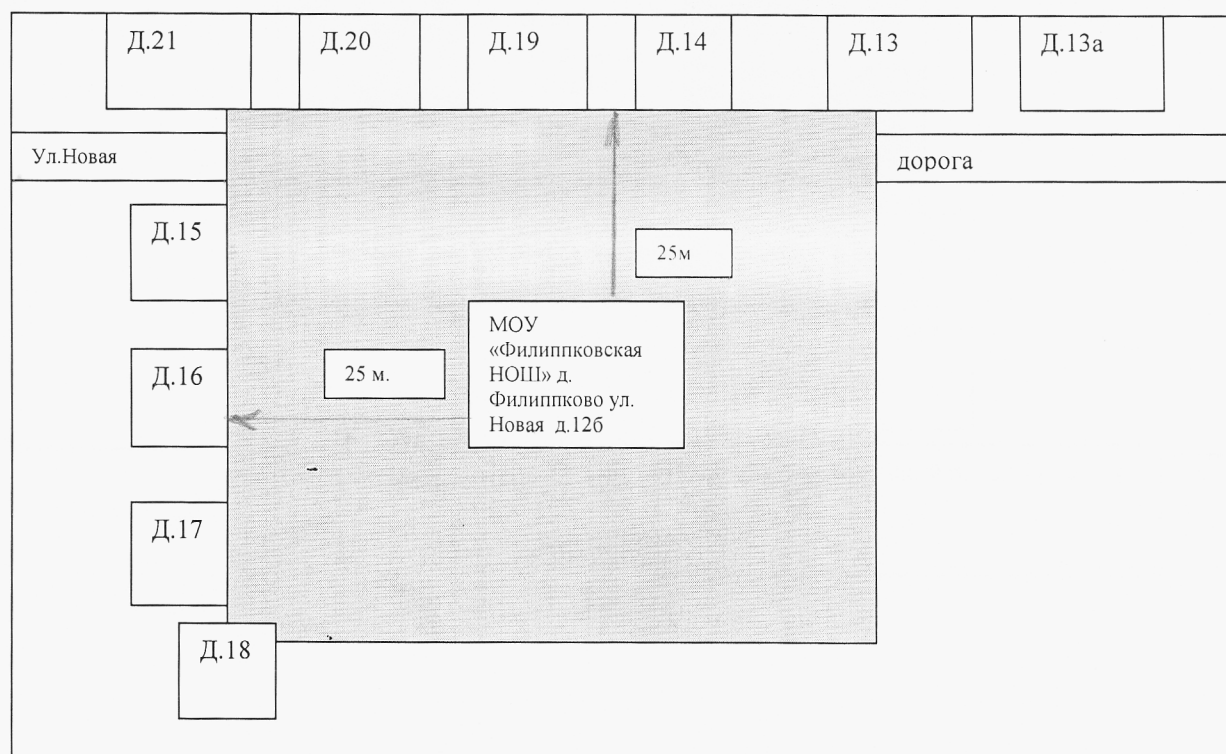 Д.21
Д.20
Д.19
Д.14
Д.13
Д.13а
Ул.Новая
дорога
Д.15
25м
МОУ
«Филиппковская
НОШ» д.
Филиппково ул.
Новая д.12б
Д.16
25 м.
Д.17
Д.18